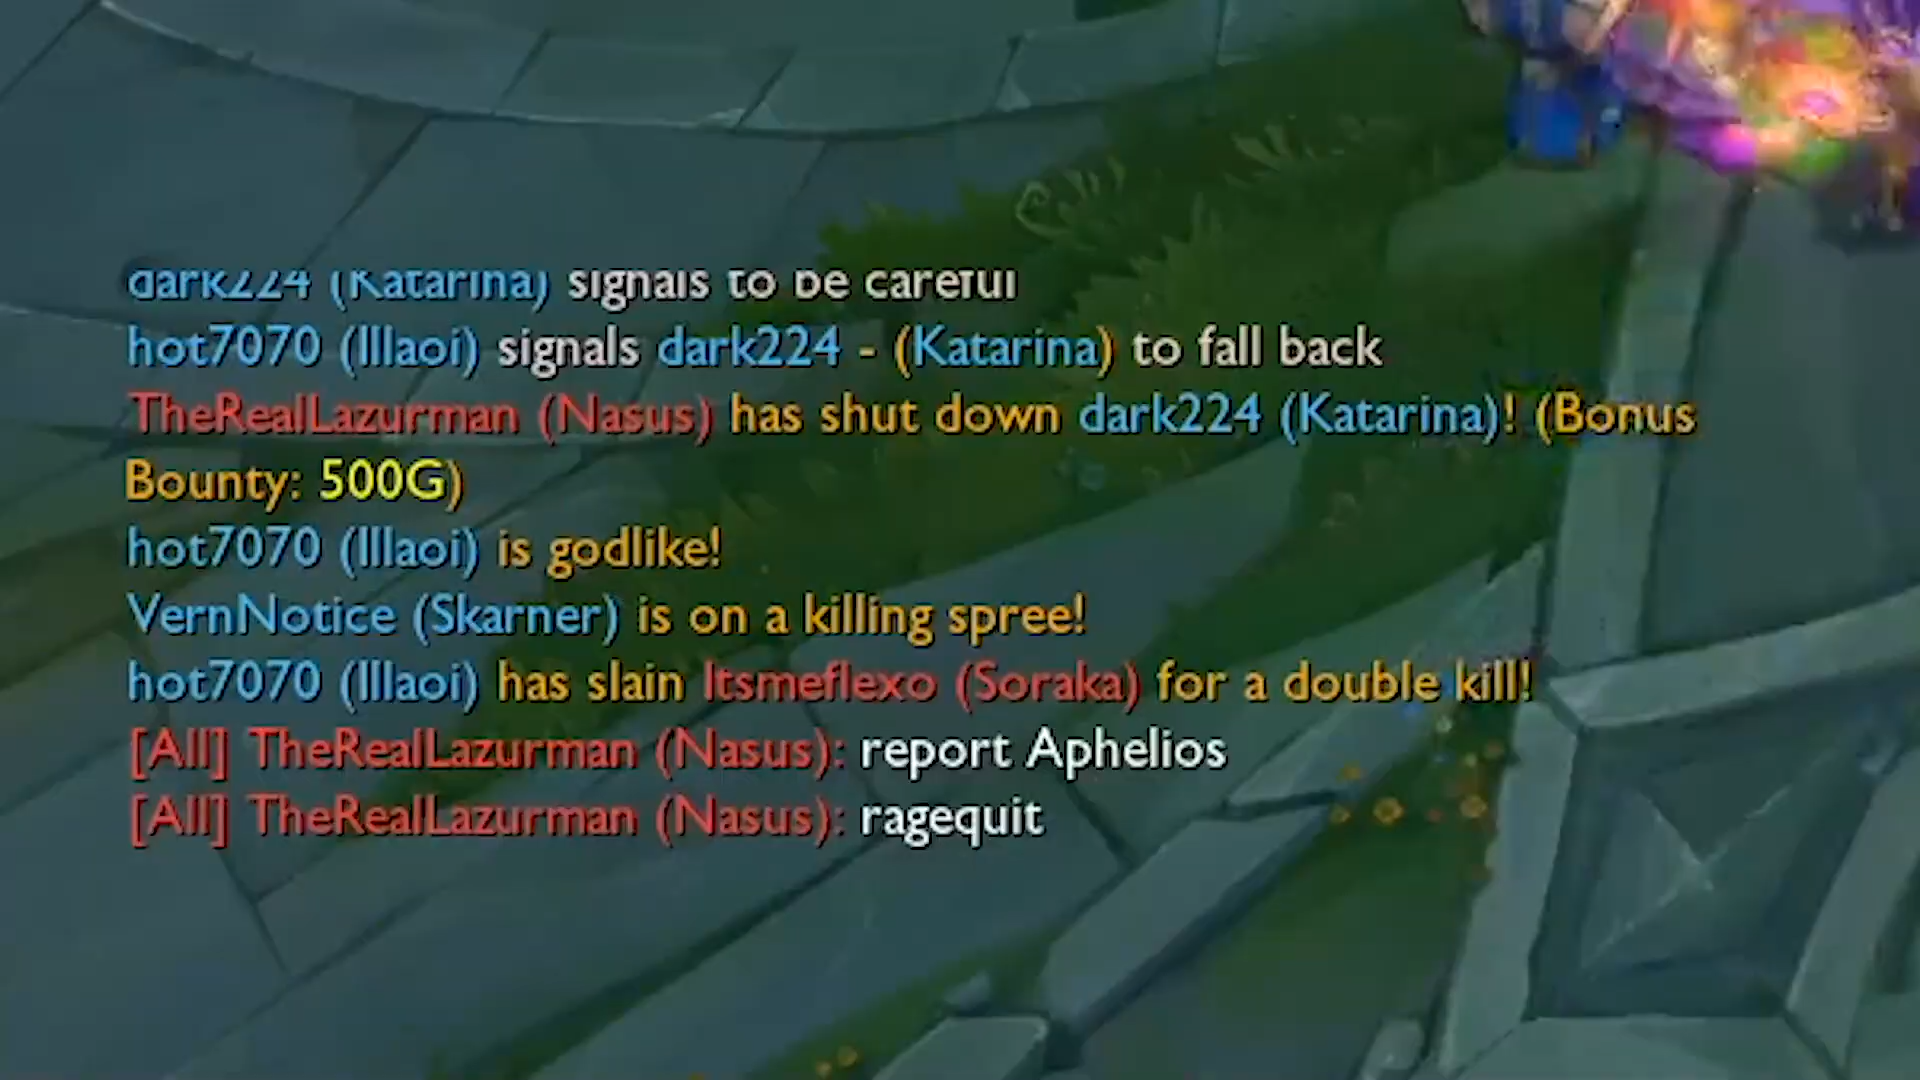 dark224 (Katarina) signals to be careful
hot7070 (Illaoi) signals dark224 - (Katarina) to fall back
TheRealLazurman (Nasus) has shut down dark224 (Katarina)! (Bonus
Bounty: 500G)
hot7070 (Illaoi) is godlike!
VernNotice (Skarner) is on a killing spree!
hot7070 (Illaoi) has slain Itsmeflexo (Soraka) for a double kill!
[All] TheRealLazurman (Nasus): report Aphelios
[All] TheRealLazurman (Nasus): ragequit